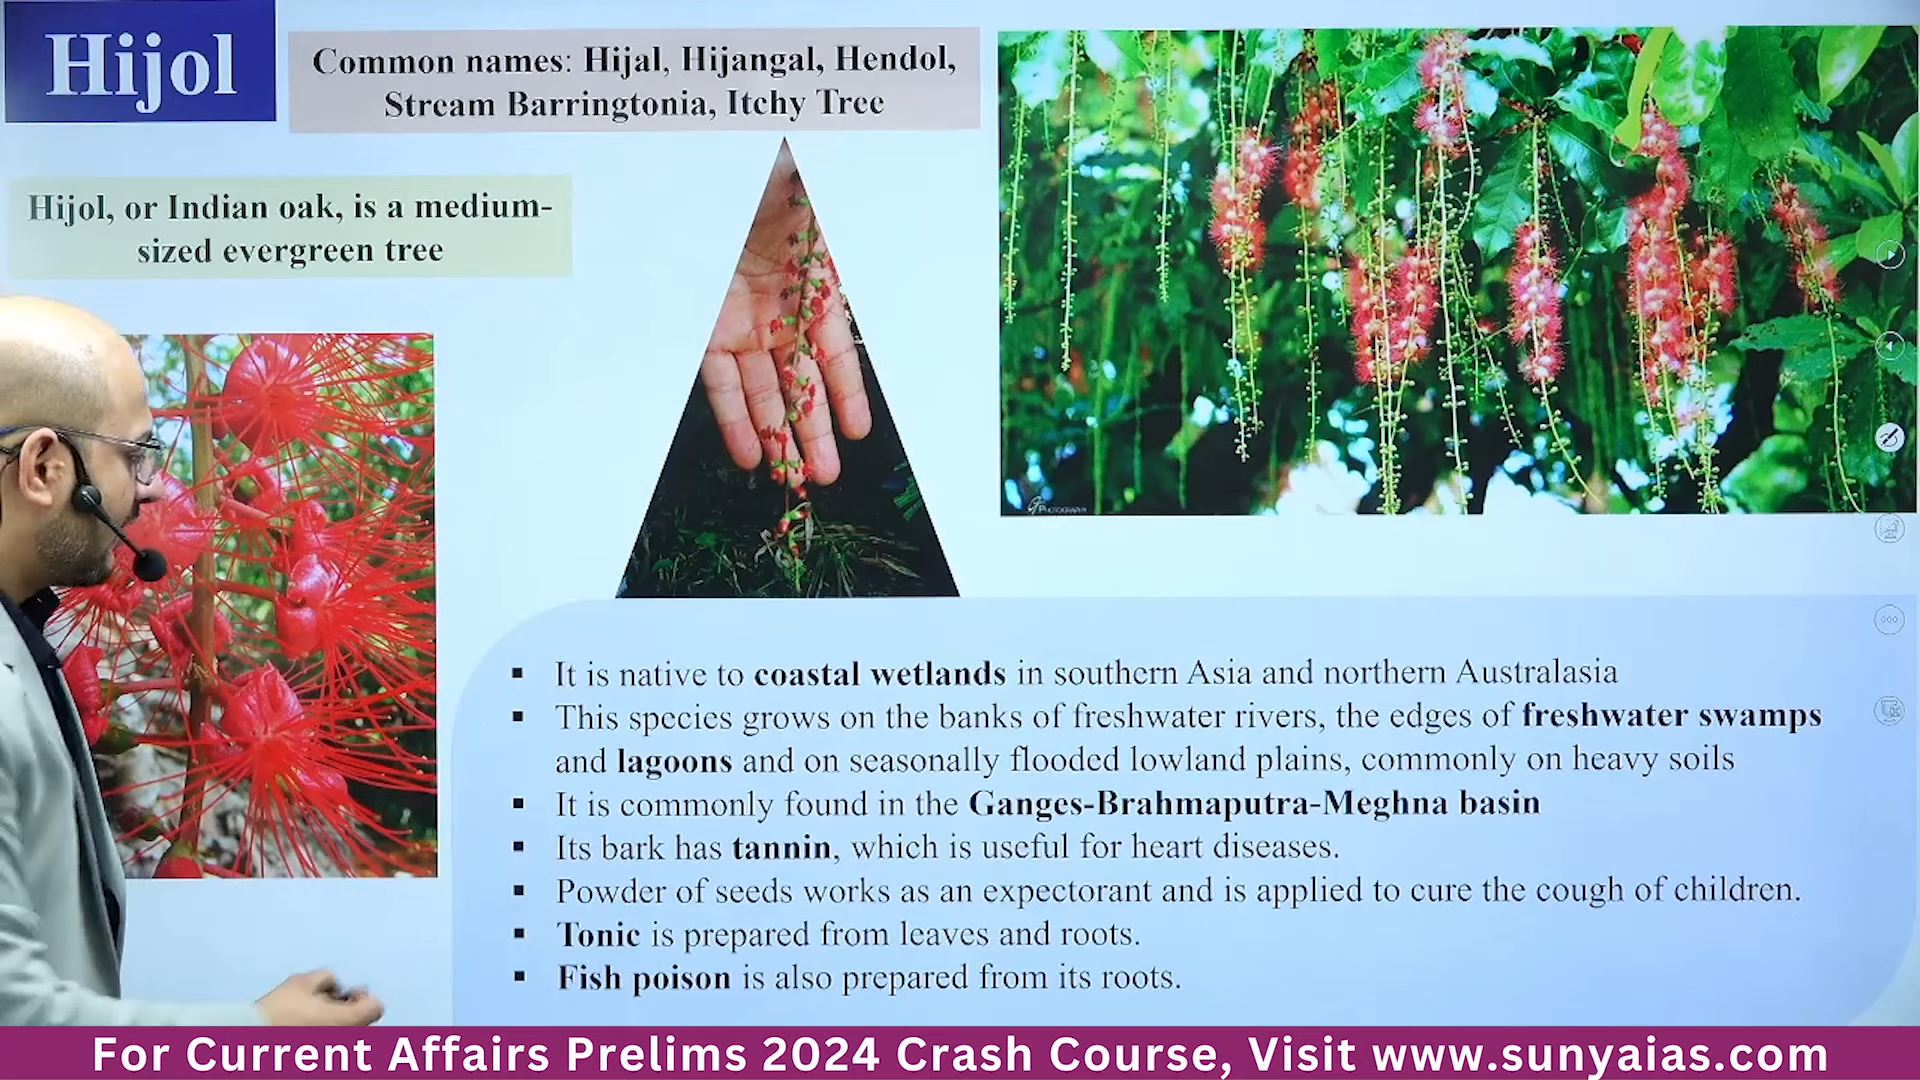 Hijol
Common names: Hijal, Hijangal, Hendol,
Stream Barringtonia, Itchy Tree
Hijol, or Indian oak, is a medium-
sized evergreen tree
PHOTOGRAPHY
▪ It is native to coastal wetlands in southern Asia and northern Australasia
▪ This species grows on the banks of freshwater rivers, the edges of freshwater swamps
and lagoons and on seasonally flooded lowland plains, commonly on heavy soils
▪ It is commonly found in the Ganges-Brahmaputra-Meghna basin
▪ Its bark has tannin, which is useful for heart diseases.
▪ Powder of seeds works as an expectorant and is applied to cure the cough of children.
▪ Tonic is prepared from leaves and roots.
▪ Fish poison is also prepared from its roots.
For Current Affairs Prelims 2024 Crash Course, Visit www.sunyaias.com